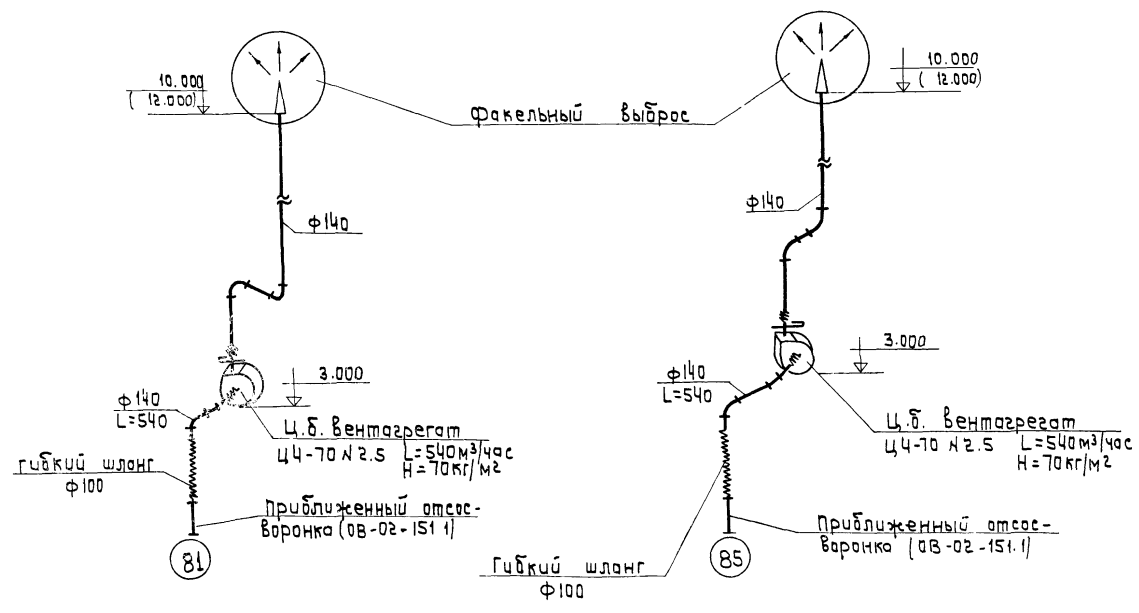 10.000
( 12.000)
Факельный выброс
10.000
( 12.000)
ф140
ф140
3.000
ф140
L=540
Ц.б. вентагрегат
Ц4-70 №2.5 L=540м³/час
H=70кг/м²
гибкий шланг
ф100
приближенный отсос-
воронка (ОВ-02-151 1)
81
3.000
ф140
L=540
Ц.б. вентагрегат
Ц4-70 №2.5 L=540м³/час
H=70кг/м²
приближенный отсос-
воронка (ОВ-02-151.1)
85
гибкий шланг
ф100